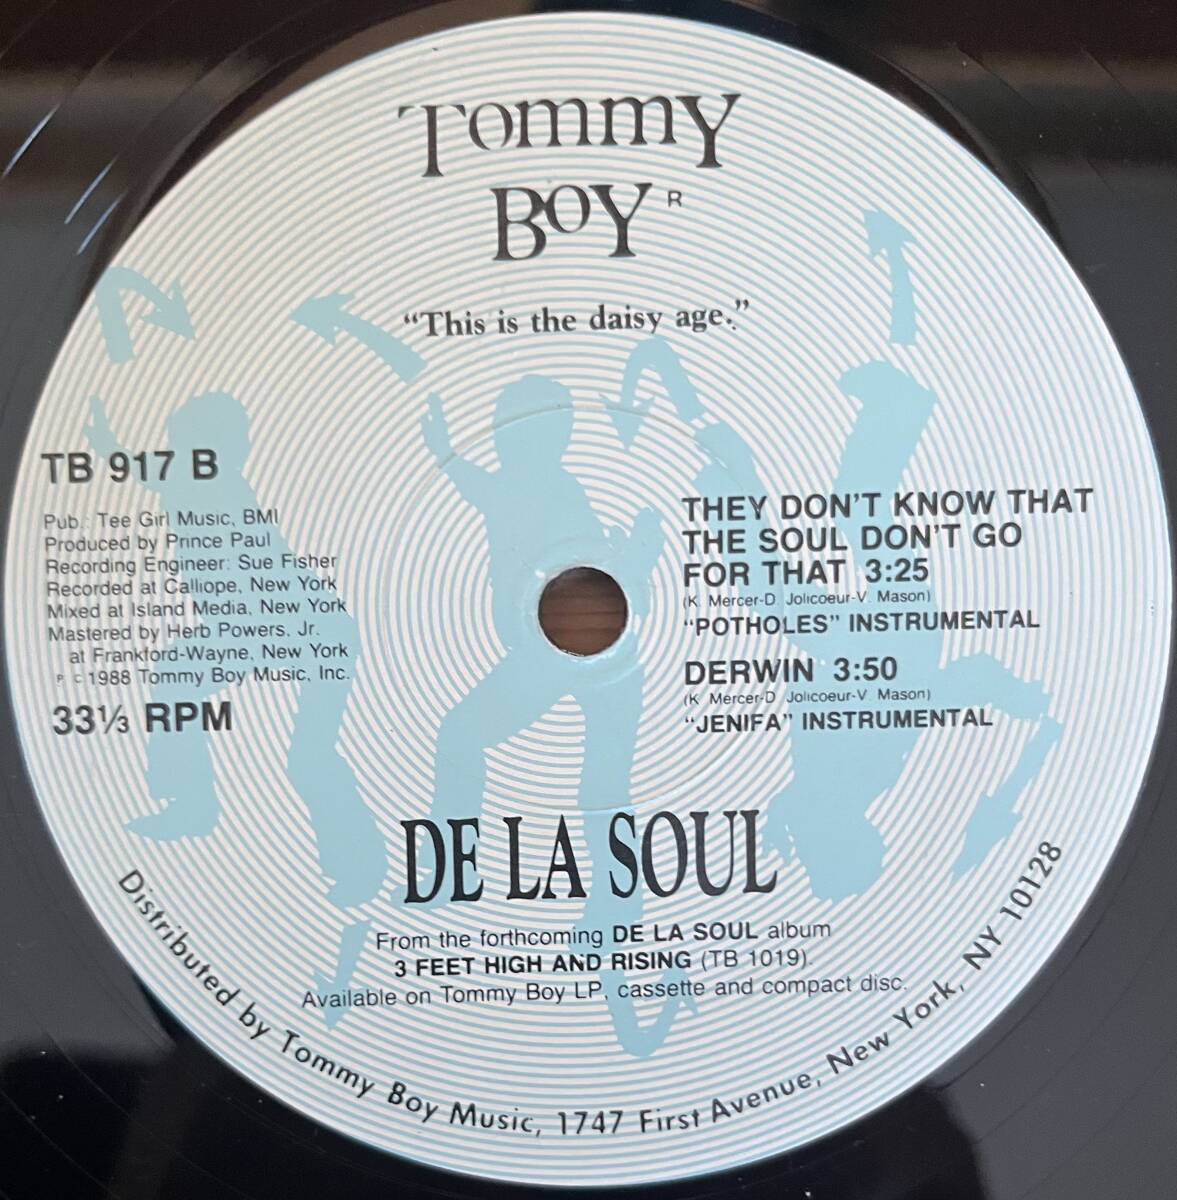 Tommy
Boy R
"This is the daisy age."
TB 917 B
Pub.: Tee Girl Music, BMI
Produced by Prince Paul
Recording Engineer: Sue Fisher
Recorded at Calliope, New York
Mixed at Island Media, New York
Mastered by Herb Powers, Jr.
at Frankford-Wayne, New York
P C 1988 Tommy Boy Music, Inc.
33⅓ RPM
THEY DON'T KNOW THAT
THE SOUL DON'T GO
FOR THAT 3:25
(K. Mercer-D. Jolicoeur-V. Mason)
"POTHOLES" INSTRUMENTAL
DERWIN 3:50
(K. Mercer-D. Jolicoeur-V. Mason)
"JENIFA" INSTRUMENTAL
DE LA SOUL
From the forthcoming DE LA SOUL album
3 FEET HIGH AND RISING (TB 1019).
Available on Tommy Boy LP, cassette and compact disc.
Distributed by Tommy Boy Music, 1747 First Avenue, New York, NY 10128